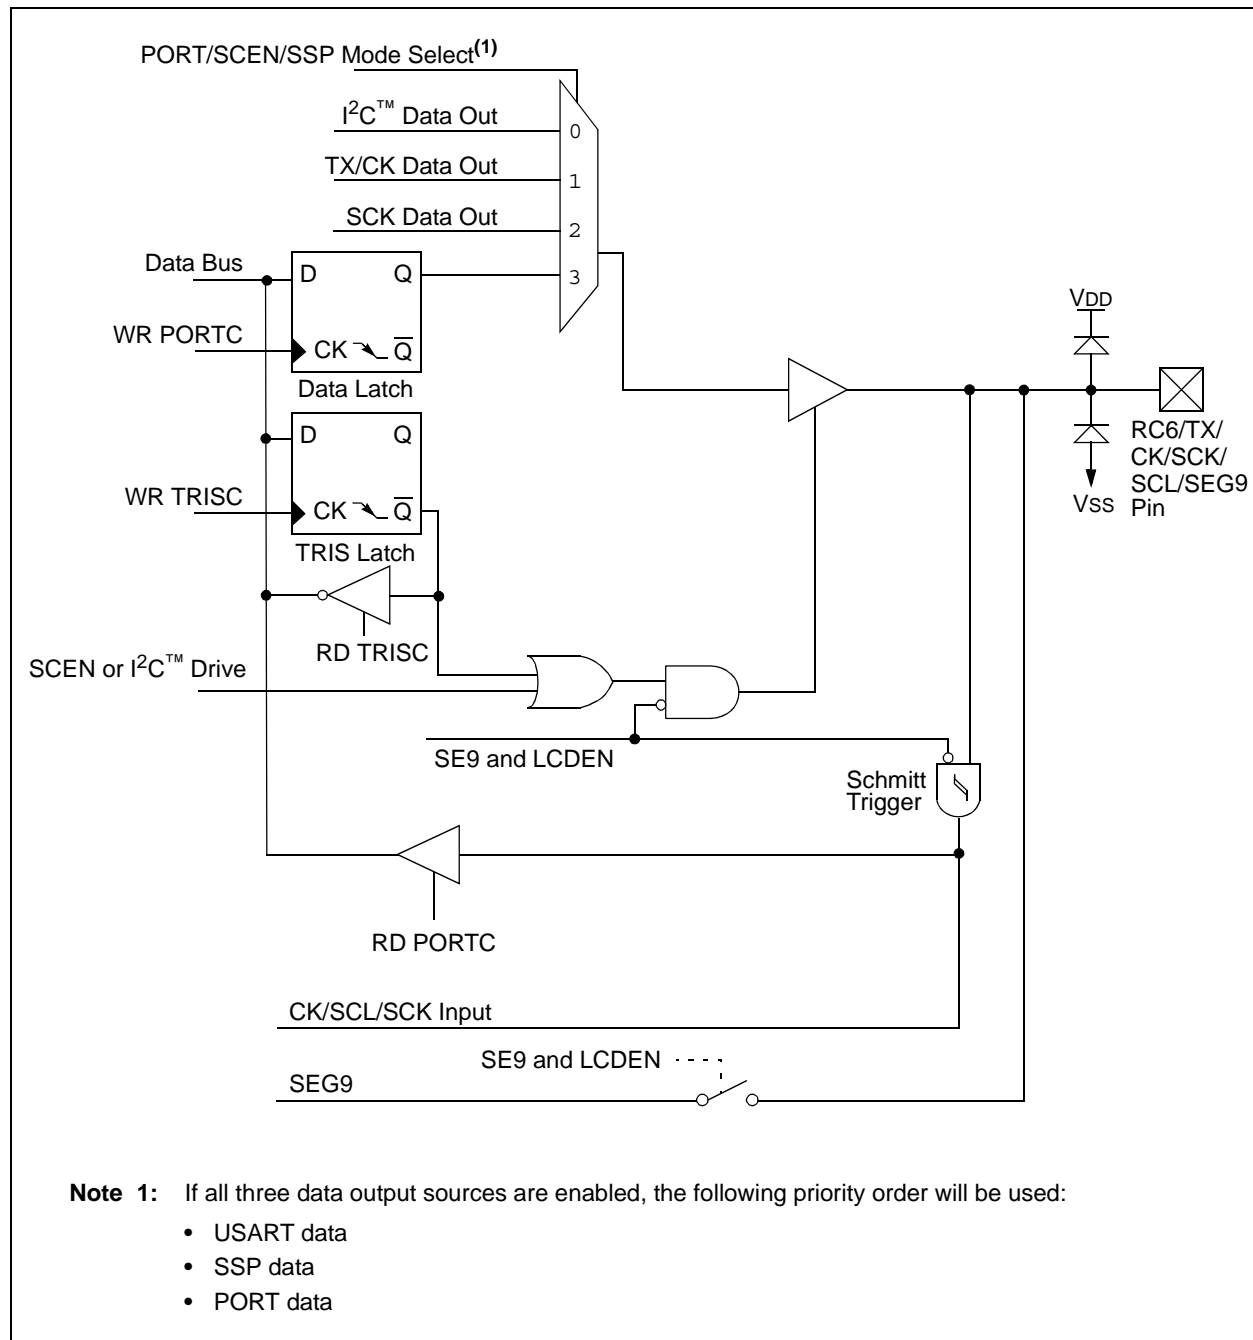 PORT/SCEN/SSP Mode Select(1)
I2C™ Data Out
0
TX/CK Data Out
1
SCK Data Out
2
Data Bus
D
Q
3
WR PORTC
CK
Q̅
Data Latch
VDD
RC6/TX/
CK/SCK/
SCL/SEG9
Pin
VSS
D
Q
WR TRISC
CK
Q̅
TRIS Latch
RD TRISC
SCEN or I2C™ Drive
SE9 and LCDEN
Schmitt
Trigger
RD PORTC
CK/SCL/SCK Input
SE9 and LCDEN
SEG9
Note 1: If all three data output sources are enabled, the following priority order will be used:
• USART data
• SSP data
• PORT data